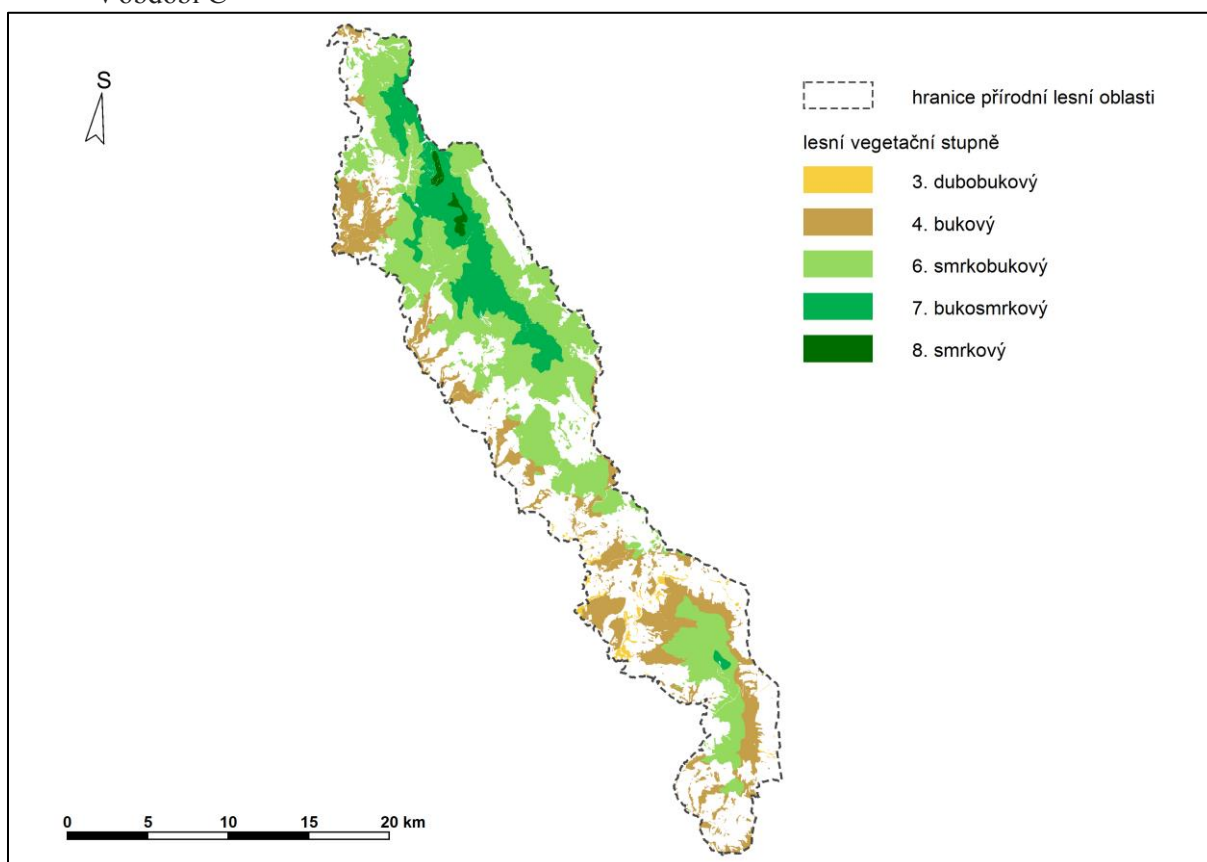 V období C
S
hranice přírodní lesní oblasti
lesní vegetační stupně
3. dubobukový
4. bukový
6. smrkobukový
7. bukosmrkový
8. smrkový
0 5 10 15 20 km